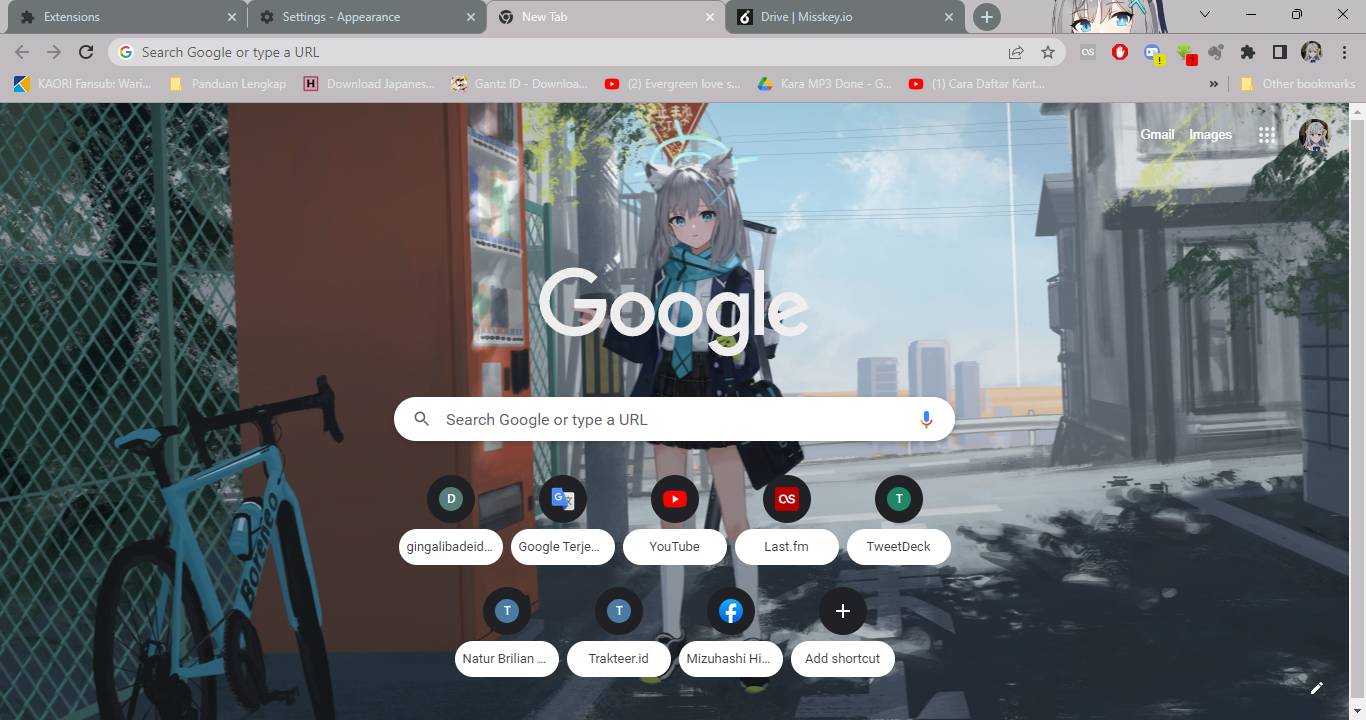 Extensions
Settings - Appearance
New Tab
Drive | Misskey.io
Search Google or type a URL
KAORI Fansub: Wari...
Panduan Lengkap
Download Japanes...
Gantz ID - Downloa...
(2) Evergreen love s...
Kara MP3 Done - G...
(1) Cara Daftar Kant...
»
Other bookmarks
Gmail
Images
Google
Search Google or type a URL
D
T
gingalibadeid...
Google Terje...
YouTube
Last.fm
TweetDeck
T
T
Natur Brilian ...
Trakteer.id
Mizuhashi Hi...
Add shortcut